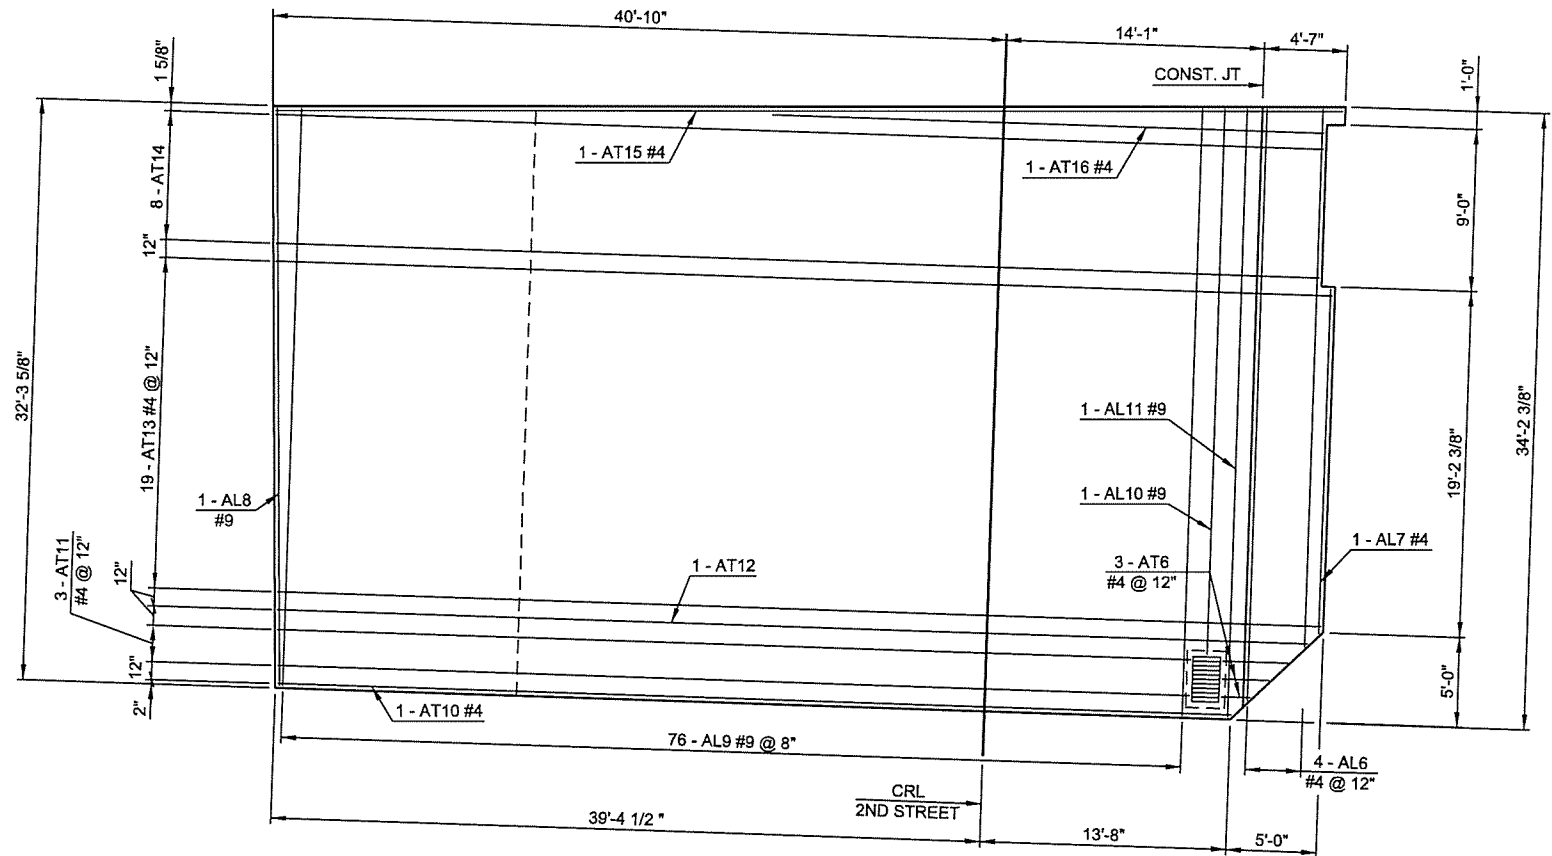 40'-10"
14'-1"
4'-7"
CONST. JT
1'-0"
1 5/8"
1 - AT15 #4
1 - AT16 #4
8 - AT14
9'-0"
12"
32'-3 5/8"
19 - AT13 #4 @ 12"
34'-2 3/8"
1 - AL11 #9
19'-2 3/8"
1 - AL10 #9
1 - AL8
#9
3 - AT11
#4 @ 12"
12"
1 - AT12
3 - AT6
#4 @ 12"
1 - AL7 #4
12"
2"
5'-0"
1 - AT10 #4
76 - AL9 #9 @ 8"
4 - AL6
#4 @ 12"
CRL
2ND STREET
39'-4 1/2 "
13'-8"
5'-0"